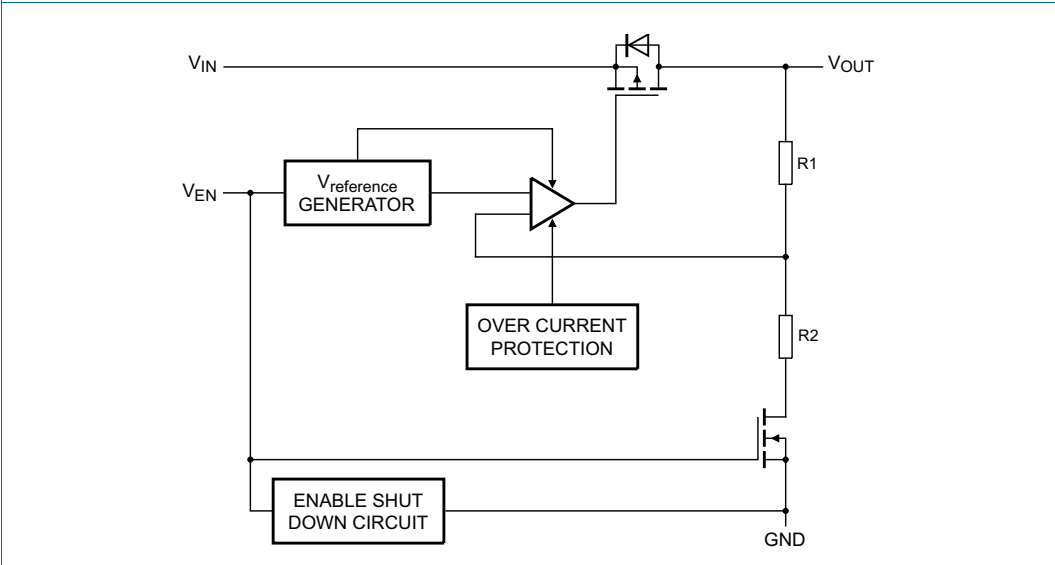 VIN
VOUT
R1
VEN
Vreference
GENERATOR
OVER CURRENT
PROTECTION
R2
ENABLE SHUT
DOWN CIRCUIT
GND